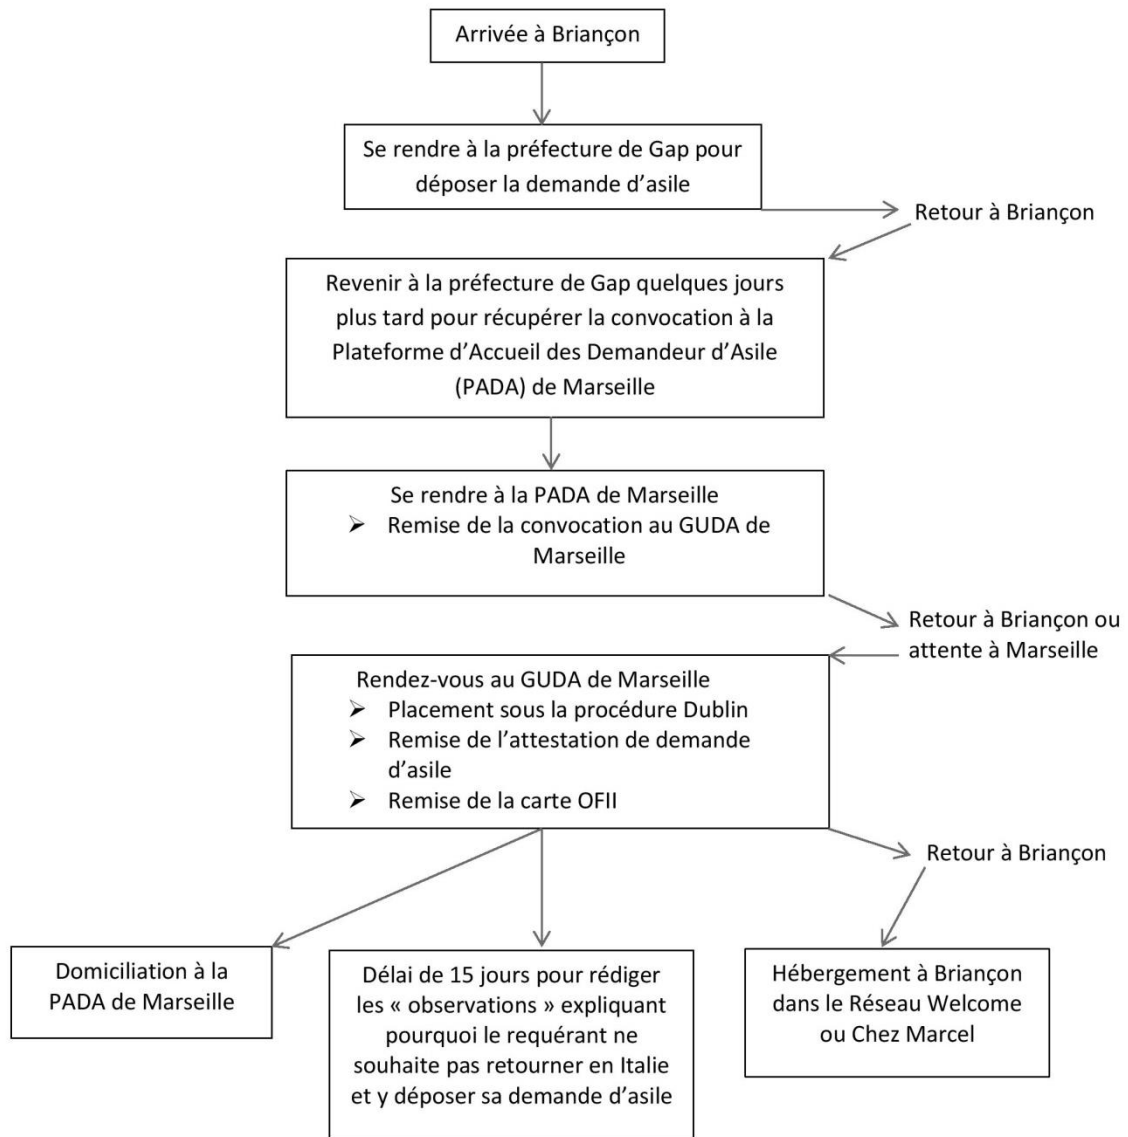 Arrivée à Briançon
Se rendre à la préfecture de Gap pour
déposer la demande d’asile
Retour à Briançon
Revenir à la préfecture de Gap quelques jours
plus tard pour récupérer la convocation à la
Plateforme d’Accueil des Demandeur d’Asile
(PADA) de Marseille
Se rendre à la PADA de Marseille
➢ Remise de la convocation au GUDA de
Marseille
Retour à Briançon ou
attente à Marseille
Rendez-vous au GUDA de Marseille
➢ Placement sous la procédure Dublin
➢ Remise de l’attestation de demande
d’asile
➢ Remise de la carte OFII
Retour à Briançon
Domiciliation à la
PADA de Marseille
Délai de 15 jours pour rédiger
les « observations » expliquant
pourquoi le requérant ne
souhaite pas retourner en Italie
et y déposer sa demande d’asile
Hébergement à Briançon
dans le Réseau Welcome
ou Chez Marcel